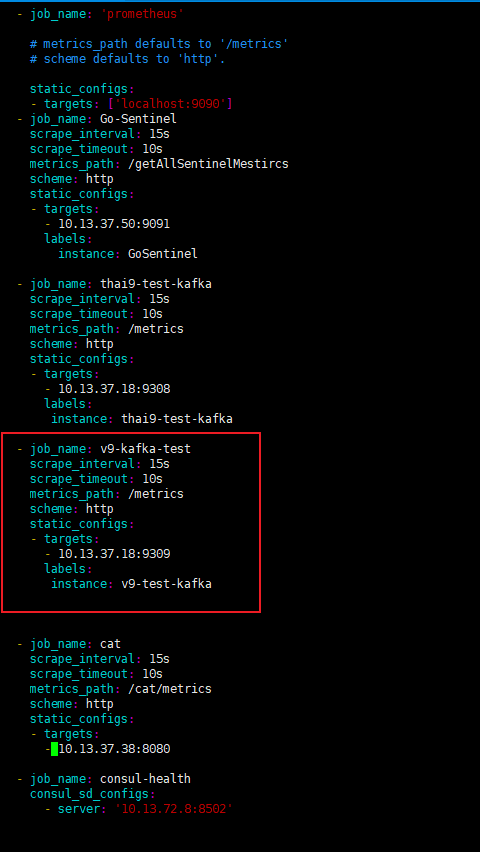 - job_name: 'prometheus'
# metrics_path defaults to '/metrics'
# scheme defaults to 'http'.
static_configs:
- targets: ['localhost:9090']
- job_name: Go-Sentinel
scrape_interval: 15s
scrape_timeout: 10s
metrics_path: /getAllSentinelMestircs
scheme: http
static_configs:
- targets:
- 10.13.37.50:9091
labels:
instance: GoSentinel
- job_name: thai9-test-kafka
scrape_interval: 15s
scrape_timeout: 10s
metrics_path: /metrics
scheme: http
static_configs:
- targets:
- 10.13.37.18:9308
labels:
instance: thai9-test-kafka
- job_name: v9-kafka-test
scrape_interval: 15s
scrape_timeout: 10s
metrics_path: /metrics
scheme: http
static_configs:
- targets:
- 10.13.37.18:9309
labels:
instance: v9-test-kafka
- job_name: cat
scrape_interval: 15s
scrape_timeout: 10s
metrics_path: /cat/metrics
scheme: http
static_configs:
- targets:
- 10.13.37.38:8080
- job_name: consul-health
consul_sd_configs:
- server: '10.13.72.8:8502'